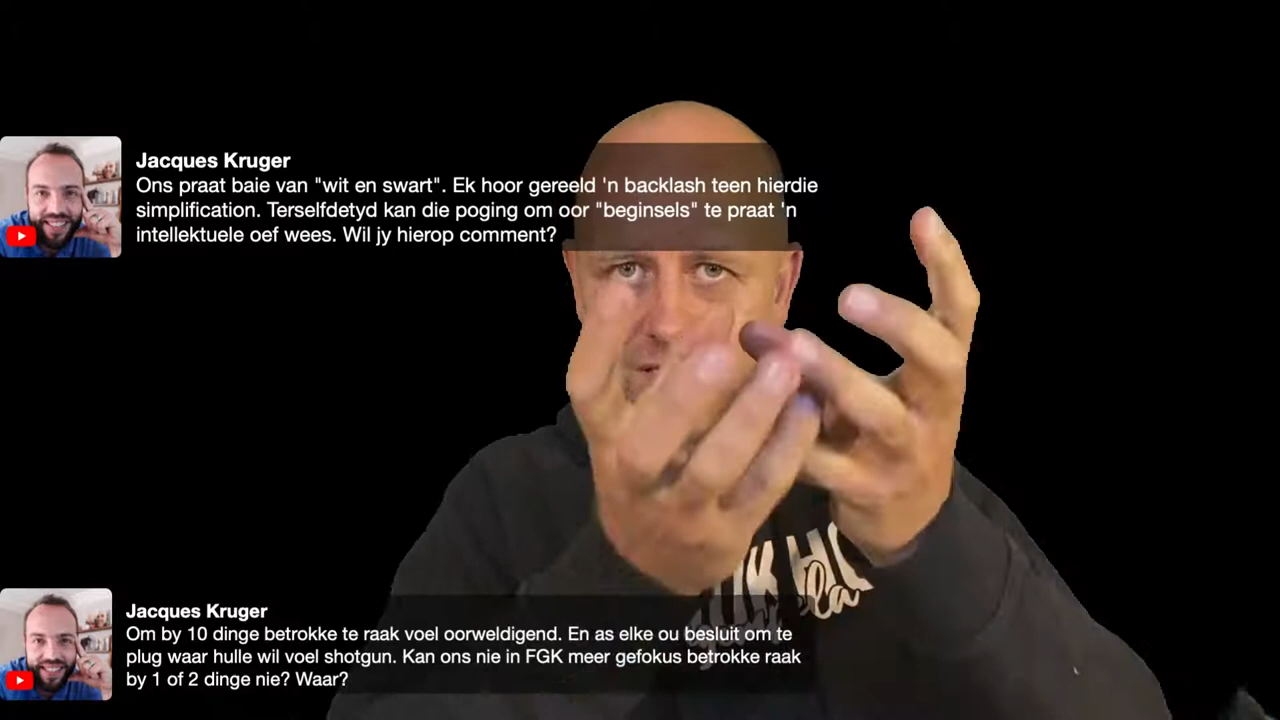 Jacques Kruger
Ons praat baie van "wit en swart". Ek hoor gereeld 'n backlash teen hierdie
simplification. Terselfdetyd kan die poging om oor "beginsels" te praat 'n
intellektuele oef wees. Wil jy hierop comment?
Jacques Kruger
Om by 10 dinge betrokke te raak voel oorweldigend. En as elke ou besluit om te
plug waar hulle wil voel shotgun. Kan ons nie in FGK meer gefokus betrokke raak
by 1 of 2 dinge nie? Waar?